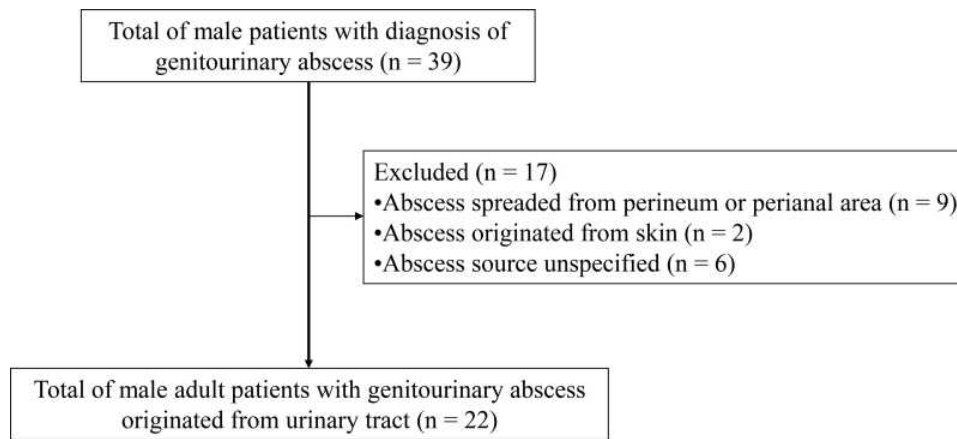 Total of male patients with diagnosis of
genitourinary abscess (n = 39)
Excluded (n = 17)
•Abscess spreaded from perineum or perianal area (n = 9)
•Abscess originated from skin (n = 2)
•Abscess source unspecified (n = 6)
Total of male adult patients with genitourinary abscess
originated from urinary tract (n = 22)